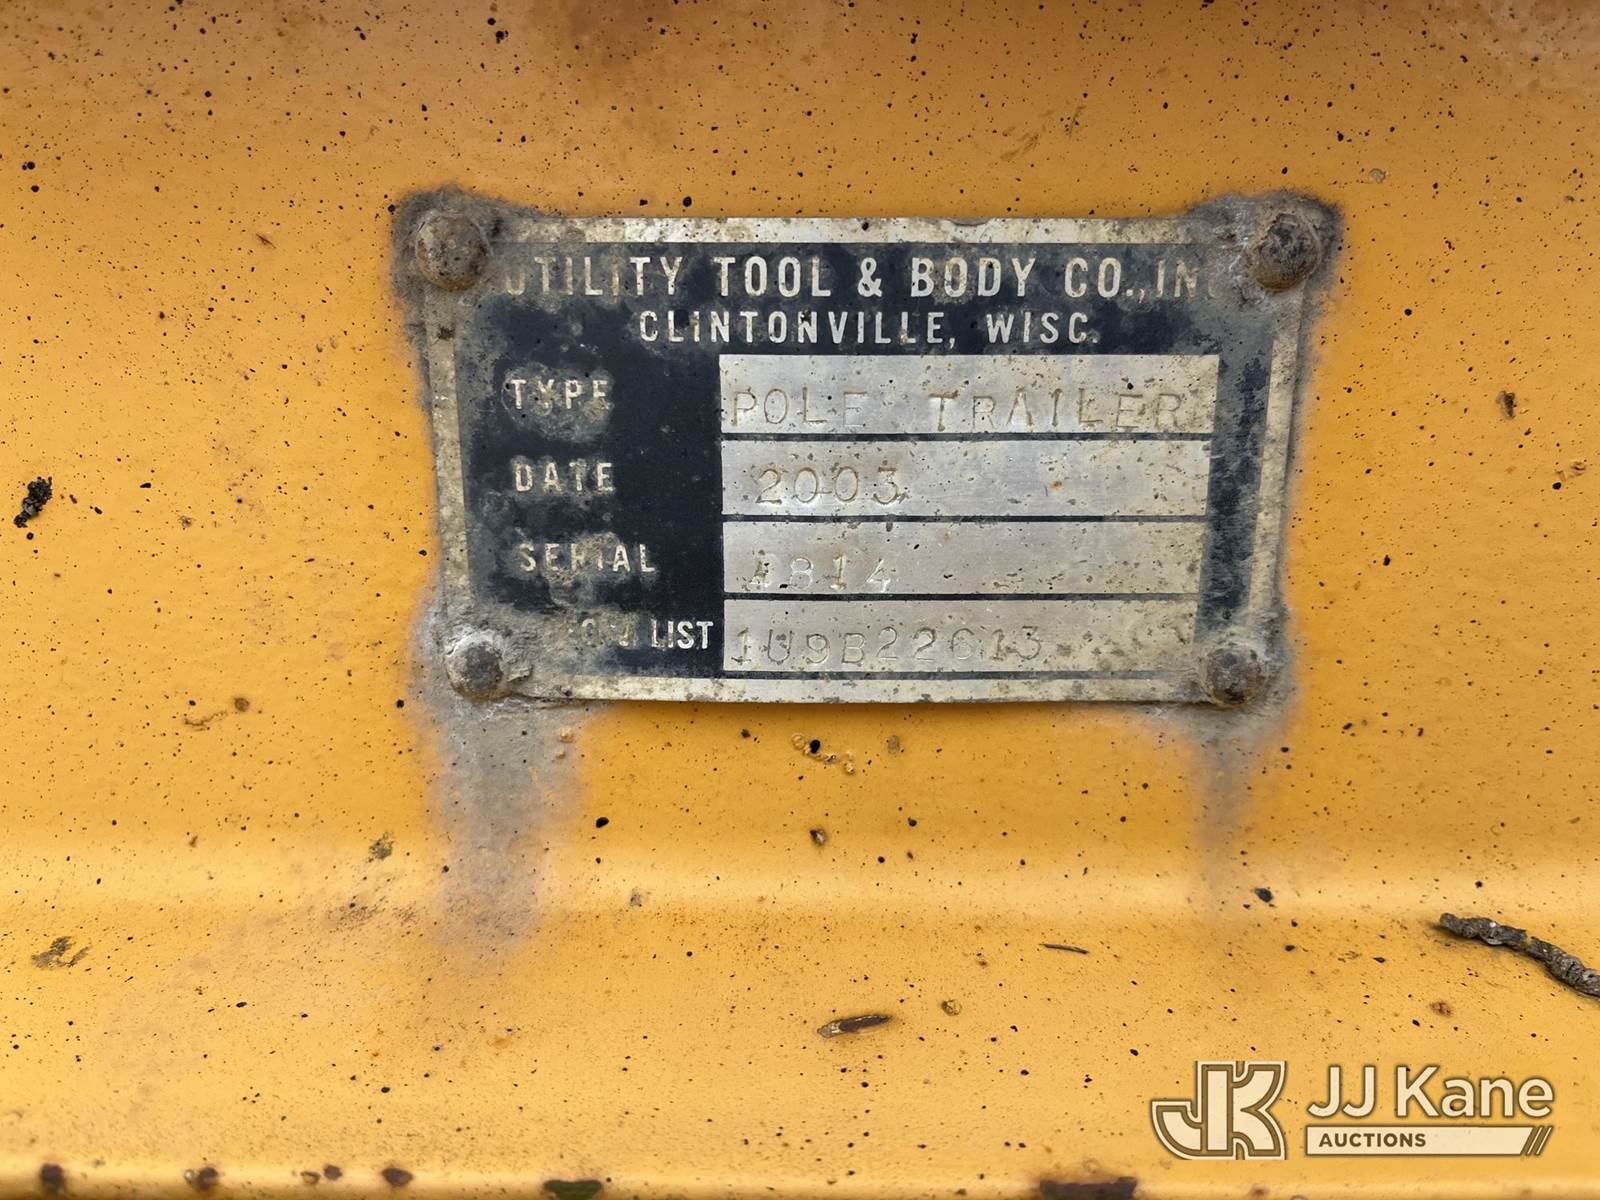 UTILITY TOOL & BODY CO., INC
CLINTONVILLE, WISC.
TYPE POLE TRAILER
DATE 2003
SERIAL
LIST
JJ Kane
AUCTIONS